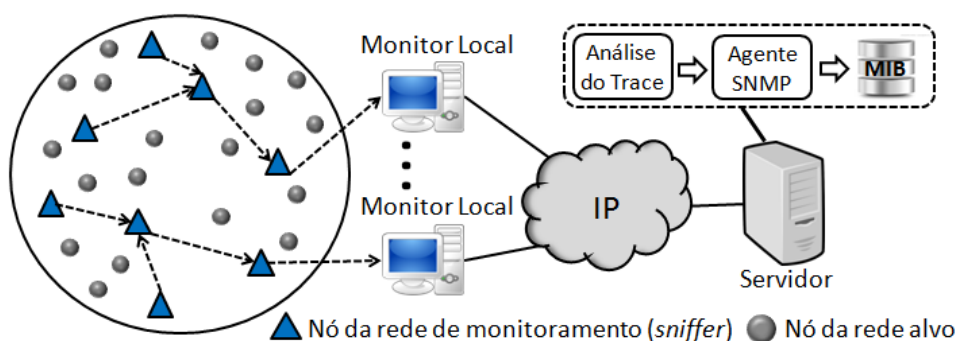 Monitor Local
Monitor Local
Análise
do Trace
Agente
SNMP
MIB
IP
Servidor
Nó da rede de monitoramento (sniffer)
Nó da rede alvo